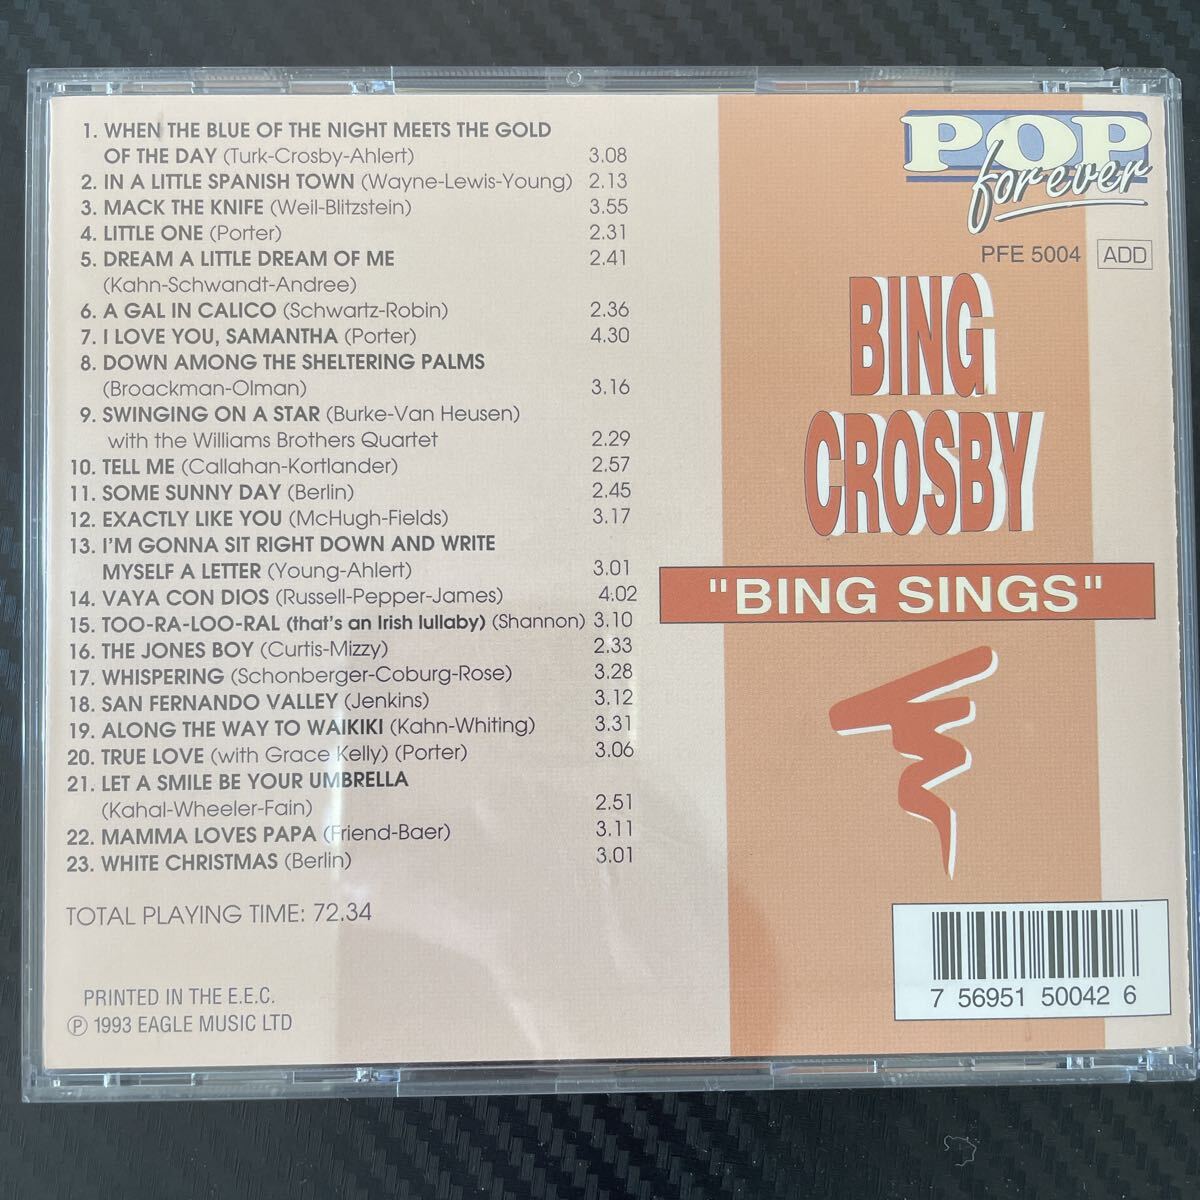 1. WHEN THE BLUE OF THE NIGHT MEETS THE GOLD
OF THE DAY (Turk-Crosby-Ahlert) 3.08
2. IN A LITTLE SPANISH TOWN (Wayne-Lewis-Young) 2.13
3. MACK THE KNIFE (Weil-Blitzstein) 3.55
4. LITTLE ONE (Porter) 2.31
5. DREAM A LITTLE DREAM OF ME 2.41
(Kahn-Schwandt-Andree)
6. A GAL IN CALICO (Schwartz-Robin) 2.36
7. I LOVE YOU, SAMANTHA (Porter) 4.30
8. DOWN AMONG THE SHELTERING PALMS
(Broackman-Olman) 3.16
9. SWINGING ON A STAR (Burke-Van Heusen)
with the Williams Brothers Quartet 2.29
10. TELL ME (Callahan-Kortlander) 2.57
11. SOME SUNNY DAY (Berlin) 2.45
12. EXACTLY LIKE YOU (McHugh-Fields) 3.17
13. I'M GONNA SIT RIGHT DOWN AND WRITE
MYSELF A LETTER (Young-Ahlert) 3.01
14. VAYA CON DIOS (Russell-Pepper-James) 4:02
15. TOO-RA-LOO-RAL (that's an Irish lullaby) (Shannon) 3.10
16. THE JONES BOY (Curtis-Mizzy) 2.33
17. WHISPERING (Schonberger-Coburg-Rose) 3.28
18. SAN FERNANDO VALLEY (Jenkins) 3.12
19. ALONG THE WAY TO WAIKIKI (Kahn-Whiting) 3.31
20. TRUE LOVE (with Grace Kelly) (Porter) 3.06
21. LET A SMILE BE YOUR UMBRELLA
(Kahal-Wheeler-Fain) 2.51
22. MAMMA LOVES PAPA (Friend-Baer) 3.11
23. WHITE CHRISTMAS (Berlin) 3.01
TOTAL PLAYING TIME: 72.34
PRINTED IN THE E.E.C.
℗ 1993 EAGLE MUSIC LTD
POP
forever
PFE 5004 ADD
BING
CROSBY
"BING SINGS"
7 56951 50042 6